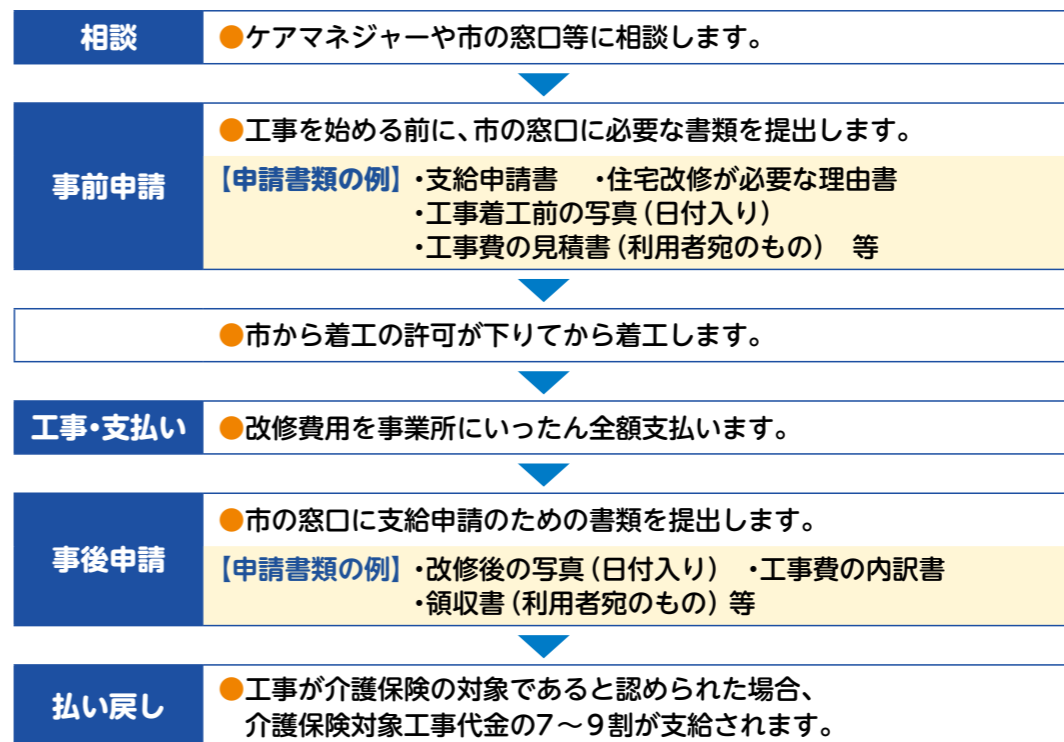 相談
●ケアマネジャーや市の窓口等に相談します。
事前申請
●工事を始める前に、市の窓口に必要な書類を提出します。
【申請書類の例】・支給申請書　・住宅改修が必要な理由書
・工事着工前の写真（日付入り）
・工事費の見積書（利用者宛のもの）　等
●市から着工の許可が下りてから着工します。
工事・支払い
●改修費用を事業所にいったん全額支払います。
事後申請
●市の窓口に支給申請のための書類を提出します。
【申請書類の例】・改修後の写真（日付入り）　・工事費の内訳書
・領収書（利用者宛のもの）等
払い戻し
●工事が介護保険の対象であると認められた場合、
介護保険対象工事代金の7～9割が支給されます。